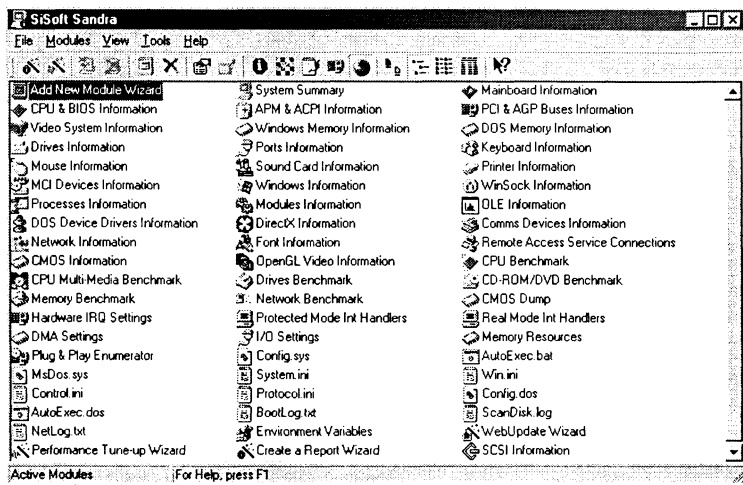 SiSoft Sandra
File Modules View Tools Help
Add New Module Wizard System Summary Mainboard Information
CPU & BIOS Information APM & ACPI Information PCI & AGP Buses Information
Video System Information Windows Memory Information DOS Memory Information
Drives Information Ports Information Keyboard Information
Mouse Information Sound Card Information Printer Information
MCI Devices Information Windows Information WinSock Information
Processes Information Modules Information OLE Information
DOS Device Drivers Information DirectX Information Comms Devices Information
Network Information Font Information Remote Access Service Connections
CMOS Information OpenGL Video Information CPU Benchmark
CPU Multi-Media Benchmark Drives Benchmark CD-ROM/DVD Benchmark
Memory Benchmark Network Benchmark CMOS Dump
Hardware IRQ Settings Protected Mode Int Handlers Real Mode Int Handlers
DMA Settings I/O Settings Memory Resources
Plug & Play Enumerator Config.sys AutoExec.bat
MsDos.sys System.ini Win.ini
Control.ini Protocol.ini Config.dos
AutoExec.dos BootLog.txt ScanDisk.log
NetLog.txt Environment Variables WebUpdate Wizard
Performance Tune-up Wizard Create a Report Wizard SCSI Information
Active Modules For Help, press F1